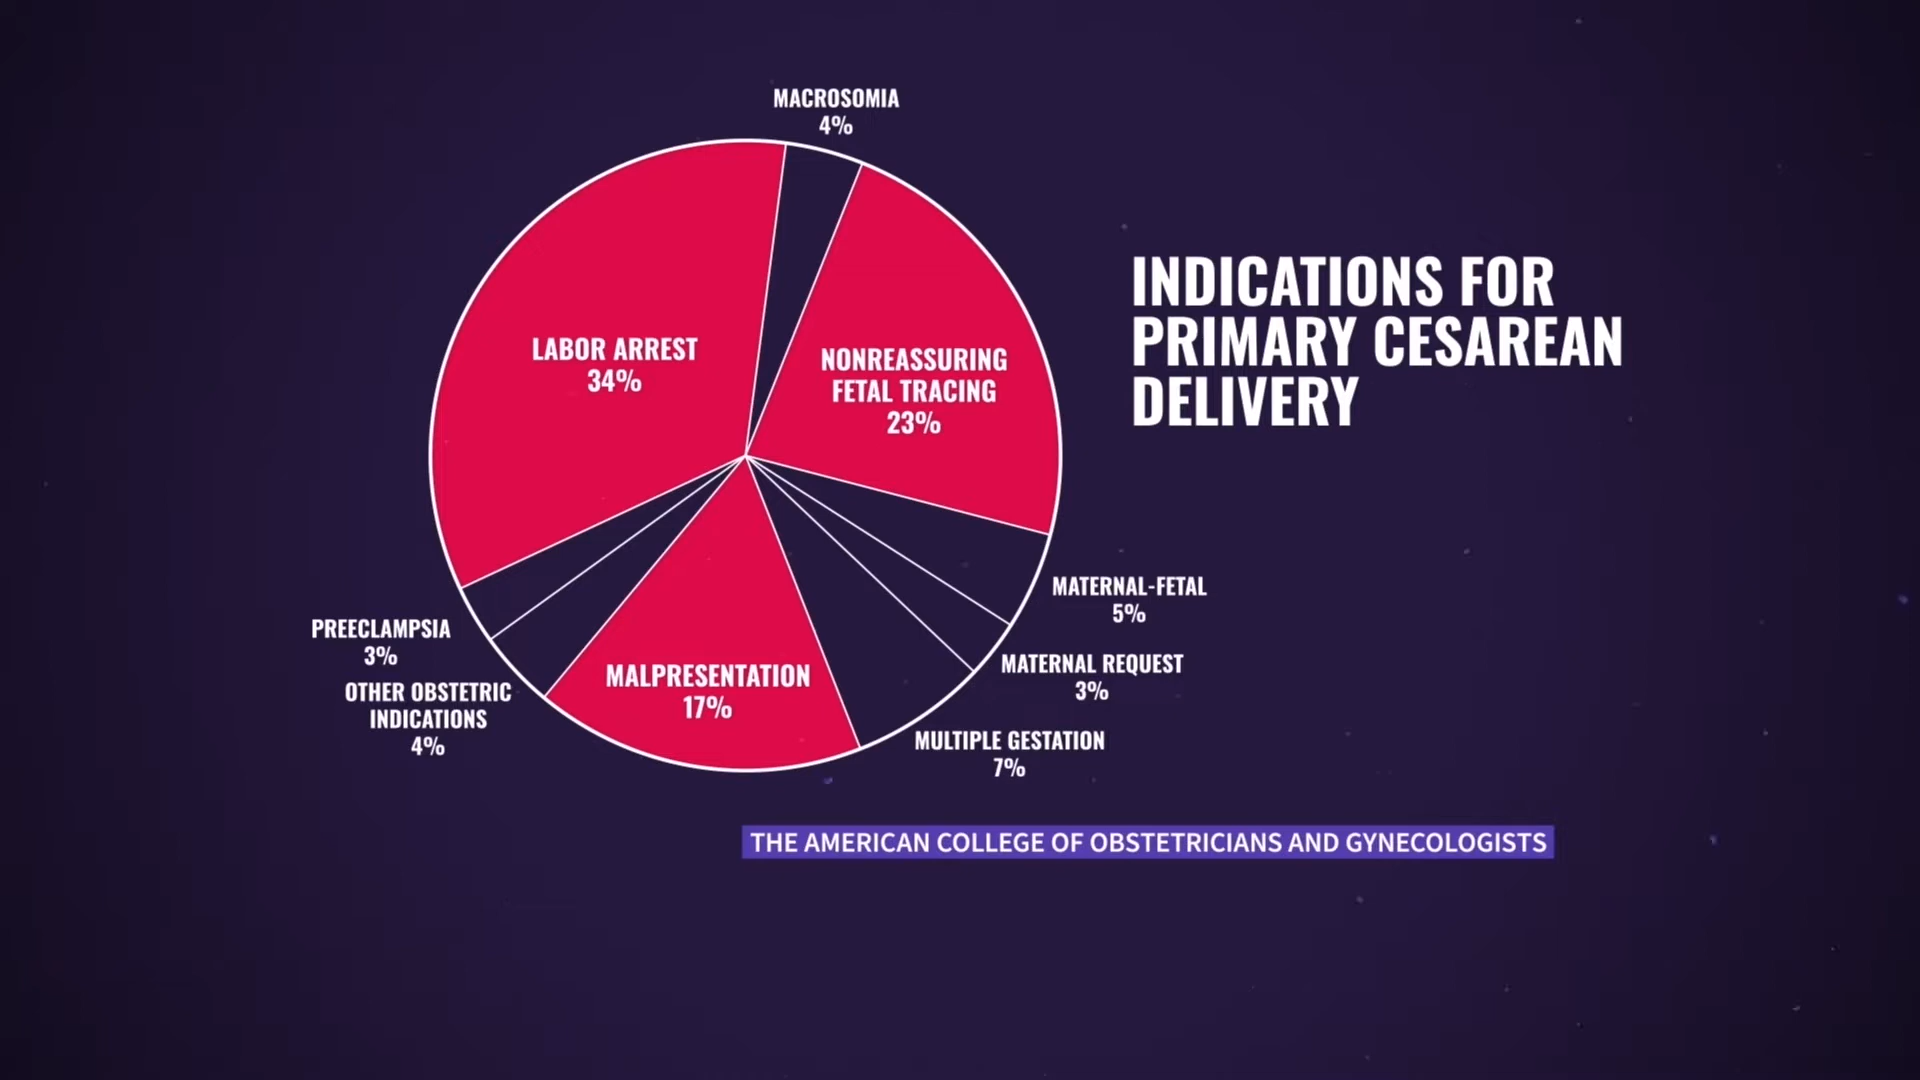 MACROSOMIA
4%
INDICATIONS FOR
PRIMARY CESAREAN
DELIVERY
LABOR ARREST
34%
NONREASSURING
FETAL TRACING
23%
MATERNAL-FETAL
5%
MATERNAL REQUEST
3%
MULTIPLE GESTATION
7%
MALPRESENTATION
17%
PREECLAMPSIA
3%
OTHER OBSTETRIC
INDICATIONS
4%
THE AMERICAN COLLEGE OF OBSTETRICIANS AND GYNECOLOGISTS